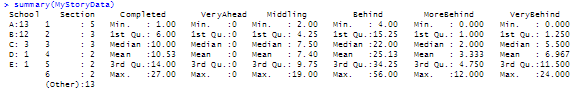 > summary(MyStoryData)
School Section Completed VeryAhead Middling Behind MoreBehind VeryBehind
A:13 1 : 5 Min. : 1.00 Min. :0 Min. : 2.00 Min. : 4.00 Min. : 0.000 Min. : 0.000
B:12 2 : 3 1st Qu.: 6.00 1st Qu.:0 1st Qu.: 4.25 1st Qu.:15.25 1st Qu.: 1.000 1st Qu.: 1.250
C: 3 3 : 3 Median :10.00 Median :0 Median : 7.50 Median :22.00 Median : 2.000 Median : 5.500
D: 1 4 : 2 Mean :10.53 Mean :0 Mean : 7.40 Mean :25.13 Mean : 3.333 Mean : 6.967
E: 1 5 : 2 3rd Qu.:14.00 3rd Qu.:0 3rd Qu.: 9.75 3rd Qu.:34.25 3rd Qu.: 4.750 3rd Qu.:11.500
6 : 2 Max. :27.00 Max. :0 Max. :19.00 Max. :56.00 Max. :12.000 Max. :24.000
(Other):13